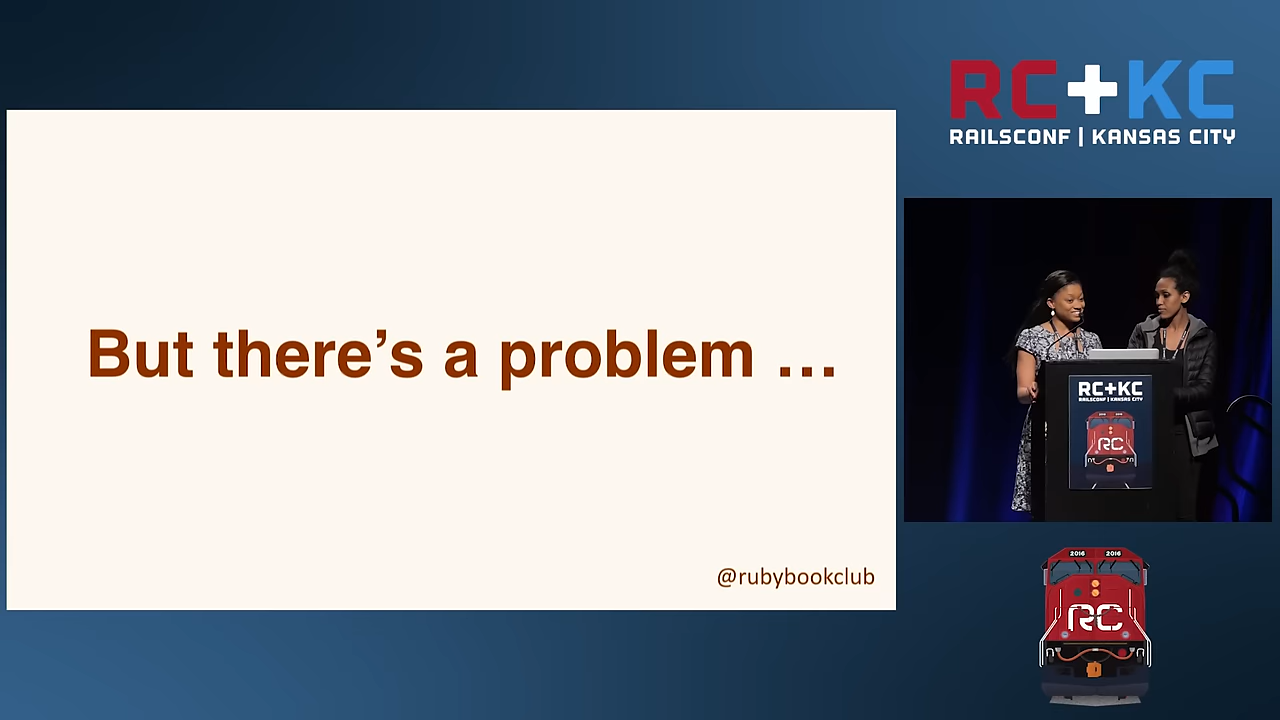 RC+KC
RAILSCONF | KANSAS CITY
But there's a problem ...
@rubybookclub
RC+KC
RAILSCONF | KANSAS CITY
RC
2016 2016
RC